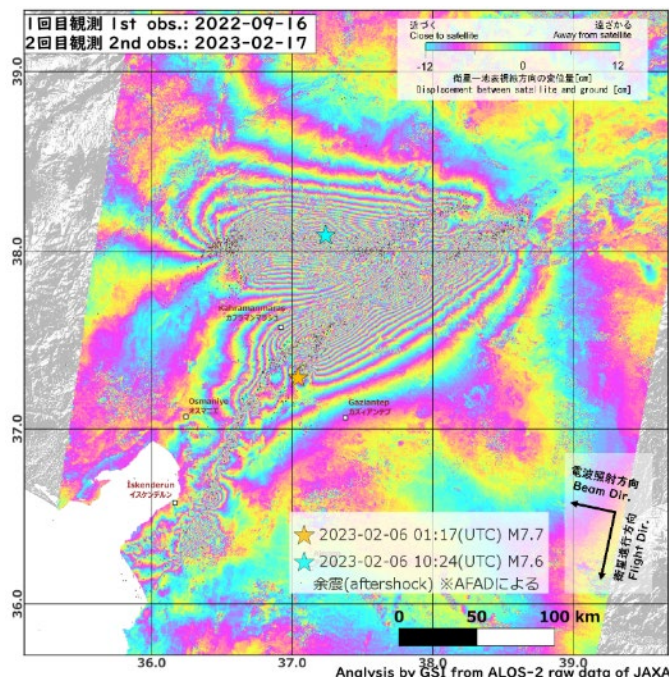 1回目観測 1st obs.: 2022-09-16
2回目観測 2nd obs.: 2023-02-17
近づく 遠ざかる
Close to satellite Away from satellite
-12 0 12
衛星－地表視線方向の変位量[cm]
Displacement between satellite and ground [cm]
39.0
38.0
Kahramanmaraş
カフラマンマラシュ
Osmaniye
オスマニエ
Gaziantep
ガズィアンテプ
37.0
İskenderun
イスケンデルン
電波照射方向
Beam Dir.
衛星進行方向
Flight Dir.
2023-02-06 01:17(UTC) M7.7
2023-02-06 10:24(UTC) M7.6
余震(aftershock) ※AFADによる
36.0
0 50 100 km
36.0 37.0 38.0 39.0
Analysis by GSI from ALOS-2 raw data of JAXA